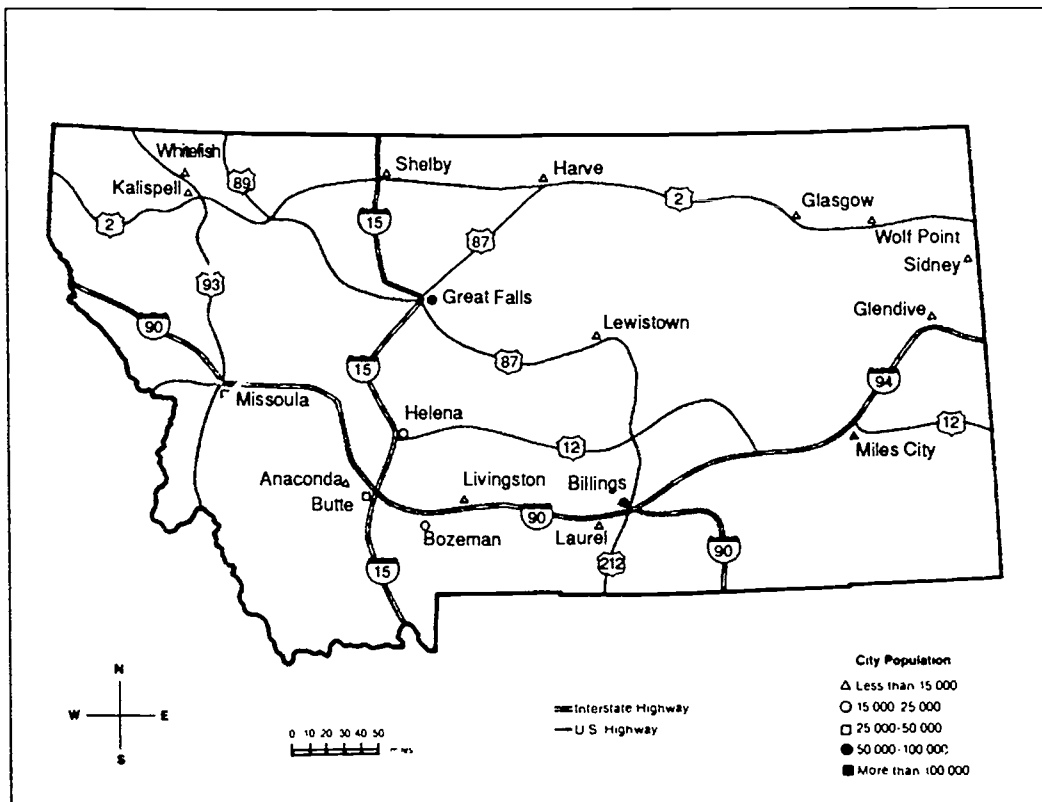 Whitefish
Shelby
Harve
Kalispell
89
2
15
87
2
Glasgow
Wolf Point
Sidney
93
Great Falls
Glendive
90
Lewistown
15
87
94
Missoula
Helena
12
12
Miles City
Anaconda
Livingston
Billings
Butte
90
Bozeman
Laurel
90
15
212
N
W E
S
0 10 20 30 40 50
Interstate Highway
U.S. Highway
City Population
Less than 15 000
15 000 25 000
25 000-50 000
50 000-100 000
More than 100 000